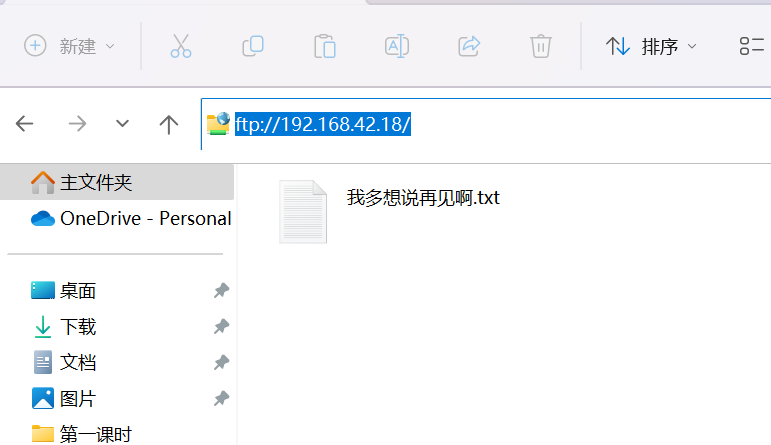 新建
排序
ftp://192.168.42.18/
主文件夹
我多想说再见啊.txt
OneDrive - Personal
桌面
下载
文档
图片
第一课时